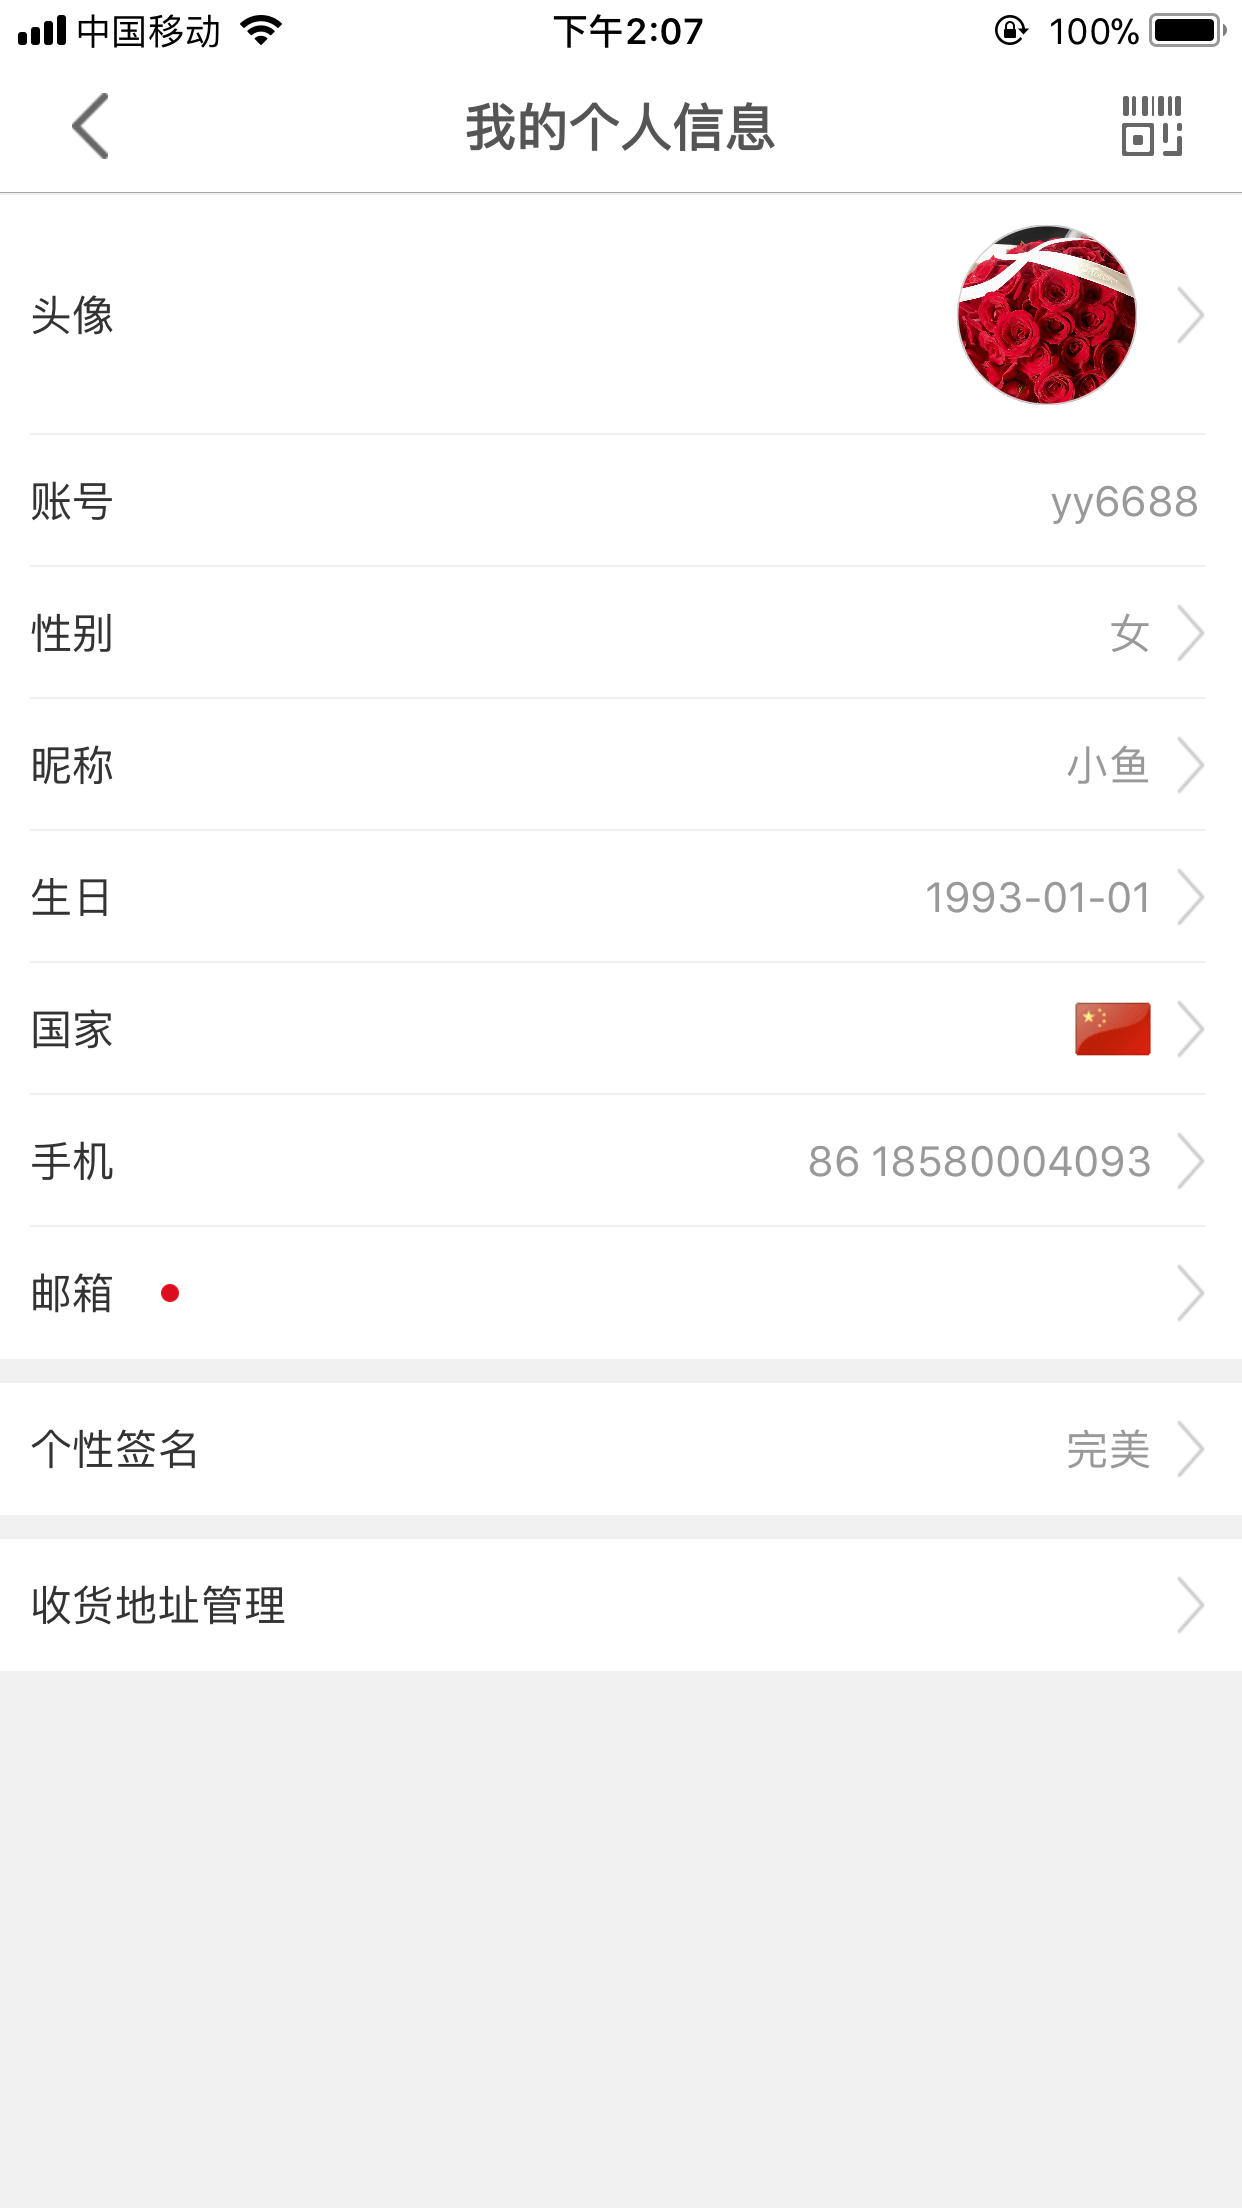 中国移动 下午2:07 100%
我的个人信息
头像
账号 yy6688
性别 女
昵称 小鱼
生日 1993-01-01
国家
手机 86 18580004093
邮箱
个性签名 完美
收货地址管理